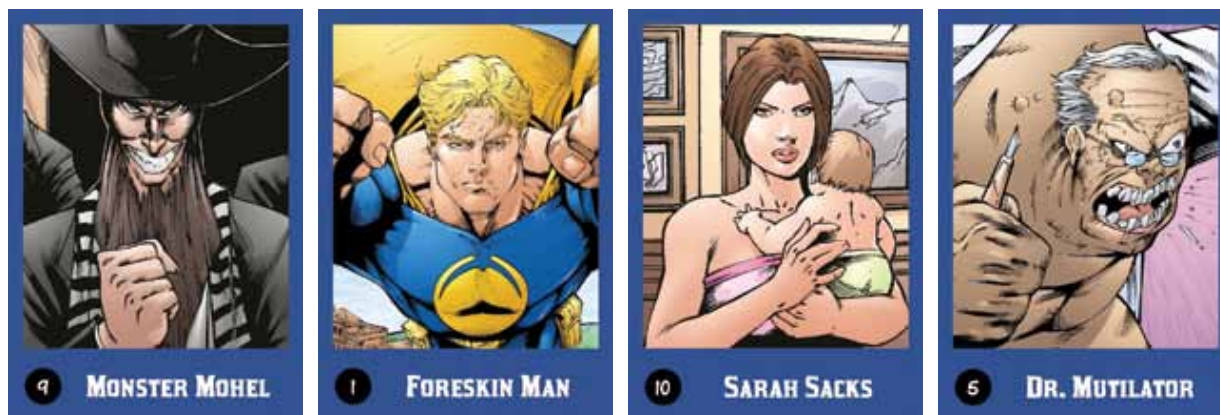 9 MONSTER MOHEL
1 FORESKIN MAN
10 SARAH SACKS
5 DR. MUTILATOR